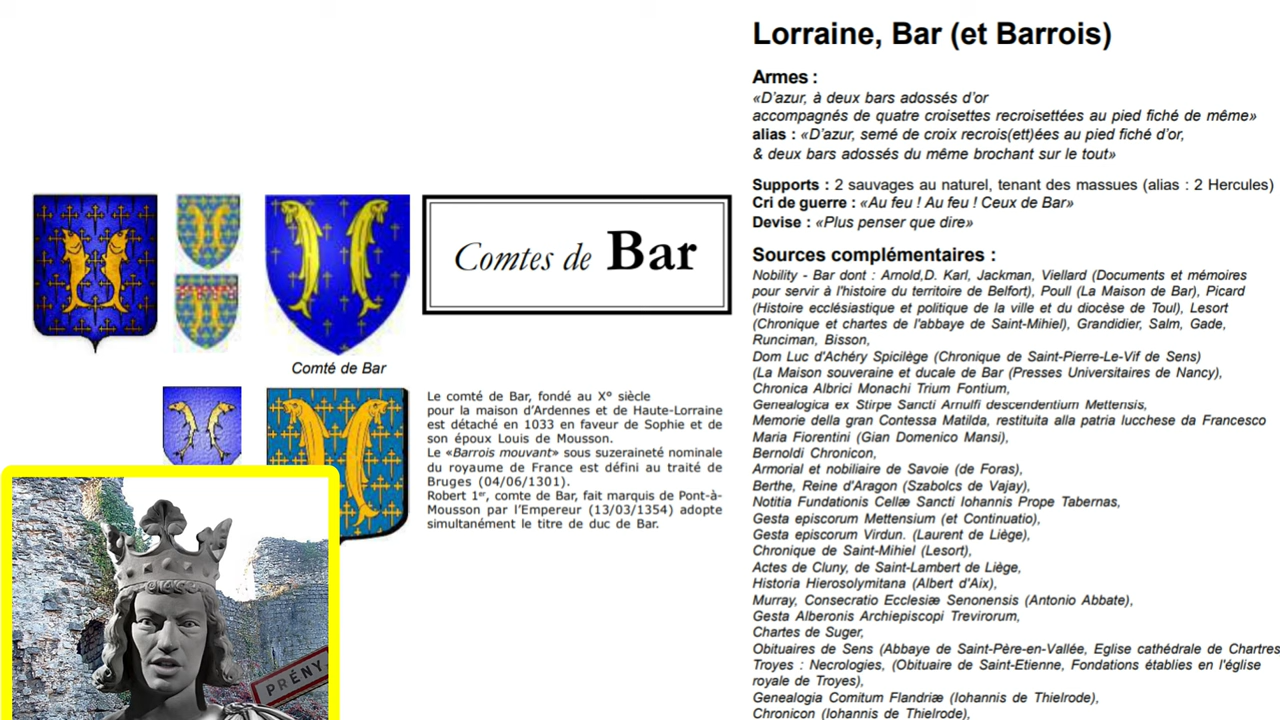 Lorraine, Bar (et Barrois)
Armes :
«D'azur, à deux bars adossés d'or
accompagnés de quatre croisettes recroisettées au pied fiché de même»
alias : «D'azur, semé de croix recrois(ett)ées au pied fiché d'or,
& deux bars adossés du même brochant sur le tout»
Supports : 2 sauvages au naturel, tenant des massues (alias : 2 Hercules)
Cri de guerre : «Au feu ! Au feu ! Ceux de Bar»
Devise : «Plus penser que dire»
Sources complémentaires :
Nobility - Bar dont : Arnold,D. Karl, Jackman, Viellard (Documents et mémoires
pour servir à l'histoire du territoire de Belfort), Poull (La Maison de Bar), Picard
(Histoire ecclésiastique et politique de la ville et du diocèse de Toul), Lesort
(Chronique et chartes de l'abbaye de Saint-Mihiel), Grandidier, Salm, Gade,
Runciman, Bisson,
Dom Luc d'Achéry Spicilège (Chronique de Saint-Pierre-Le-Vif de Sens)
(La Maison souveraine et ducale de Bar (Presses Universitaires de Nancy),
Chronica Albrici Monachi Trium Fontium,
Genealogica ex Stirpe Sancti Arnulfi descendentium Mettensis,
Memorie della gran Contessa Matilda, restituita alla patria lucchese da Francesco
Maria Fiorentini (Gian Domenico Mansi),
Bernoldi Chronicon,
Armorial et nobiliaire de Savoie (de Foras),
Berthe, Reine d'Aragon (Szabolcs de Vajay),
Notitia Fundationis Cellæ Sancti Iohannis Prope Tabernas,
Gesta episcorum Mettensium (et Continuatio),
Gesta episcorum Virdun. (Laurent de Liège),
Chronique de Saint-Mihiel (Lesort),
Actes de Cluny, de Saint-Lambert de Liège,
Historia Hierosolymitana (Albert d'Aix),
Murray, Consecratio Ecclesiæ Senonensis (Antonio Abbate),
Gesta Alberonis Archiepiscopi Trevirorum,
Chartes de Suger,
Obituaires de Sens (Abbaye de Saint-Père-en-Vallée, Eglise cathédrale de Chartres
Troyes : Necrologies, (Obituaire de Saint-Etienne, Fondations établies en l'église
royale de Troyes),
Genealogia Comitum Flandriæ (Iohannis de Thielrode),
Chronicon (Iohannis de Thielrode),
Comtes de Bar
Comté de Bar
Le comté de Bar, fondé au X° siècle
pour la maison d'Ardennes et de Haute-Lorraine
est détaché en 1033 en faveur de Sophie et de
son époux Louis de Mousson.
Le «Barrois mouvant» sous suzeraineté nominale
du royaume de France est défini au traité de
Bruges (04/06/1301).
Robert 1er, comte de Bar, fait marquis de Pont-à-
Mousson par l'Empereur (13/03/1354) adopte
simultanément le titre de duc de Bar.
PRÉNY